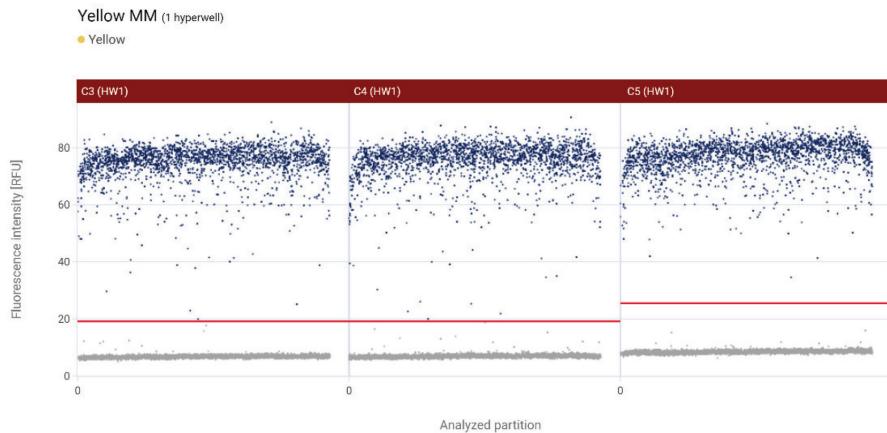 Yellow MM (1 hyperwell)
Yellow
C3 (HW1) C4 (HW1) C5 (HW1)
Fluorescence intensity [RFU]
80
60
40
20
0
0 0 0
Analyzed partition